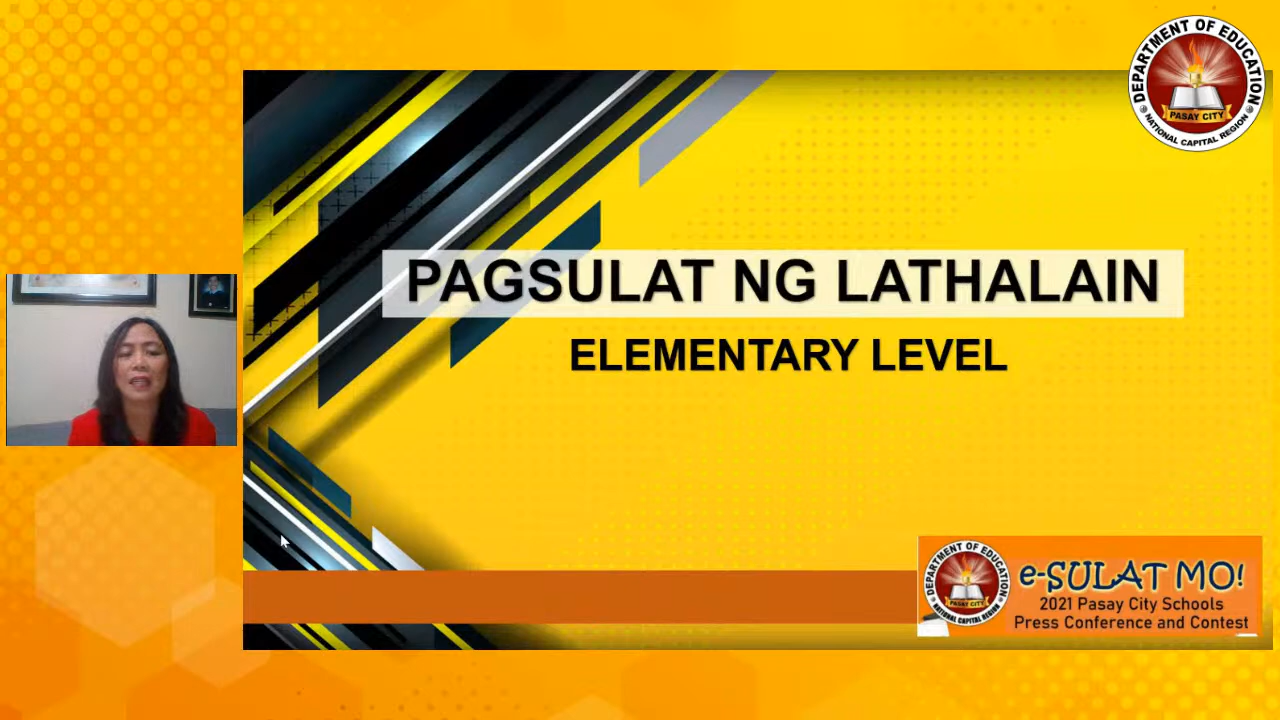 DEPARTMENT OF EDUCATION
PASAY CITY
NATIONAL CAPITAL REGION
PAGSULAT NG LATHALAIN
ELEMENTARY LEVEL
DEPARTMENT OF EDUCATION
PASAY CITY
NATIONAL CAPITAL REGION
e-SULAT MO!
2021 Pasay City Schools
Press Conference and Contest